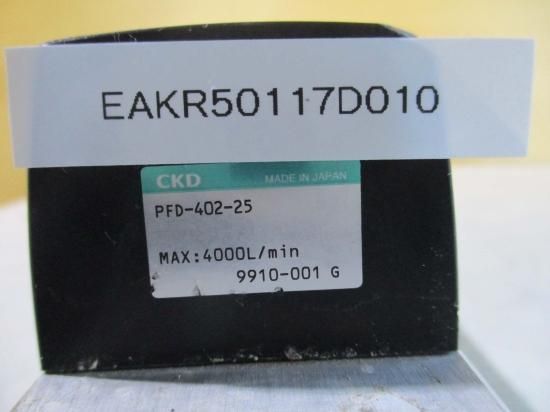 EAKR50117D010
CKD MADE IN JAPAN
PFD-402-25
MAX:4000L/min
9910-001 G